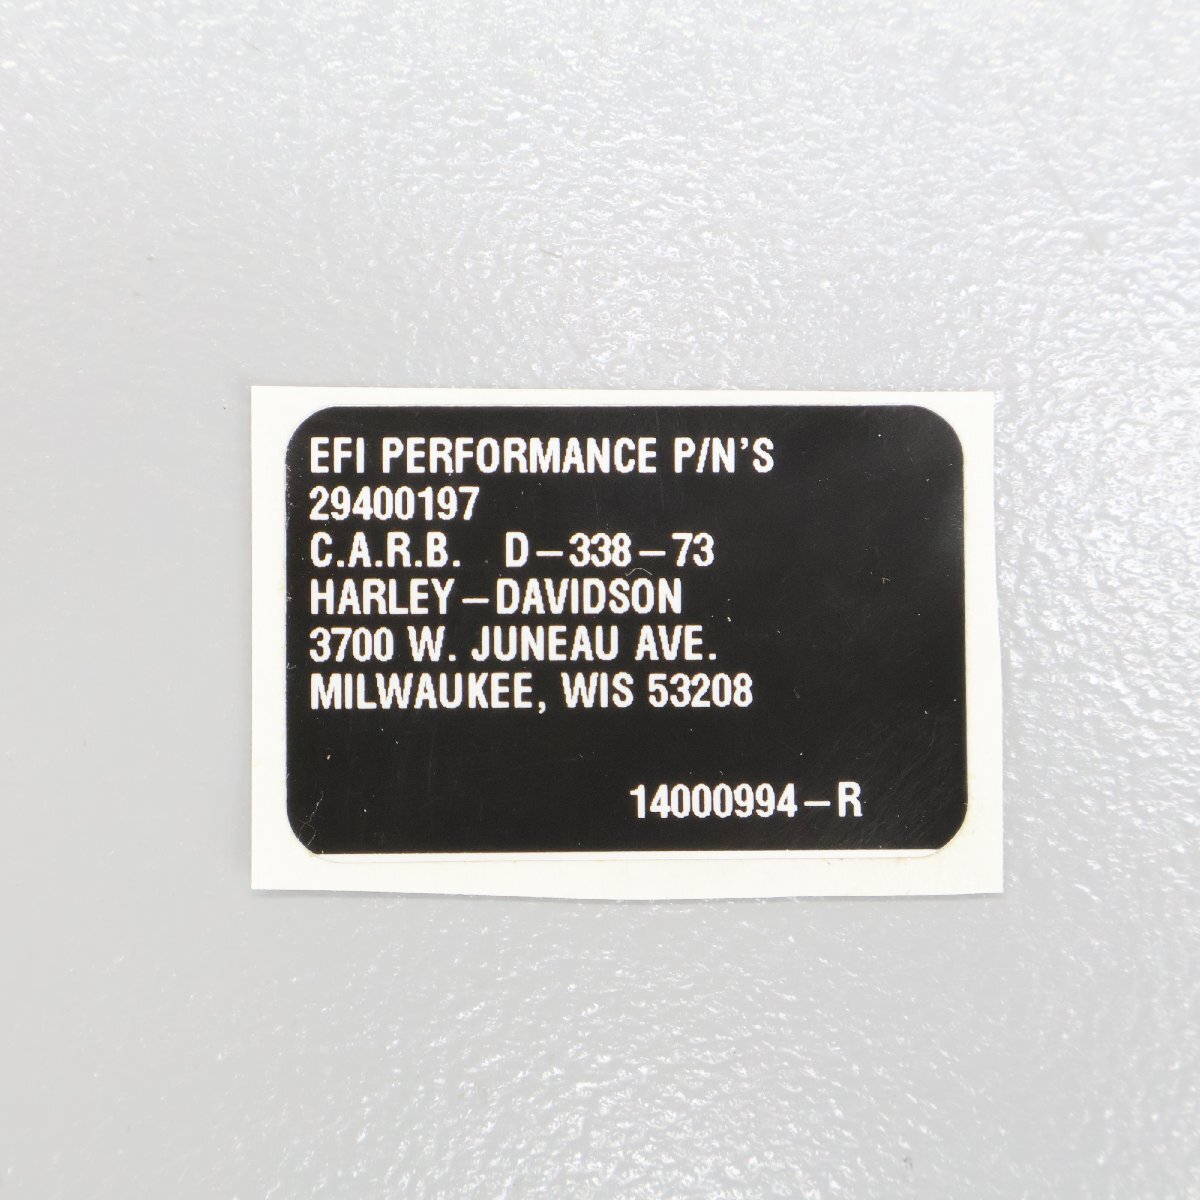 EFI PERFORMANCE P/N'S
29400197
C.A.R.B. D-338-73
HARLEY-DAVIDSON
3700 W. JUNEAU AVE.
MILWAUKEE, WIS 53208
14000994-R